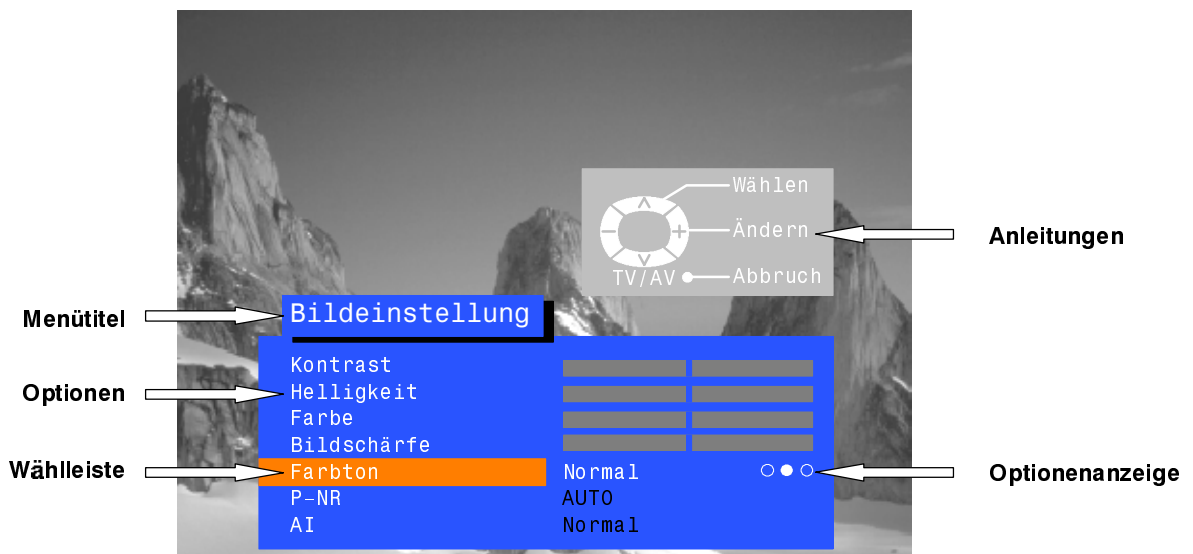 Wählen
Ändern
TV/AV Abbruch
Anleitungen
Menütitel
Bildeinstellung
Kontrast
Optionen
Helligkeit
Farbe
Bildschärfe
Wählleiste
Farbton Normal
Optionenanzeige
P-NR AUTO
AI Normal